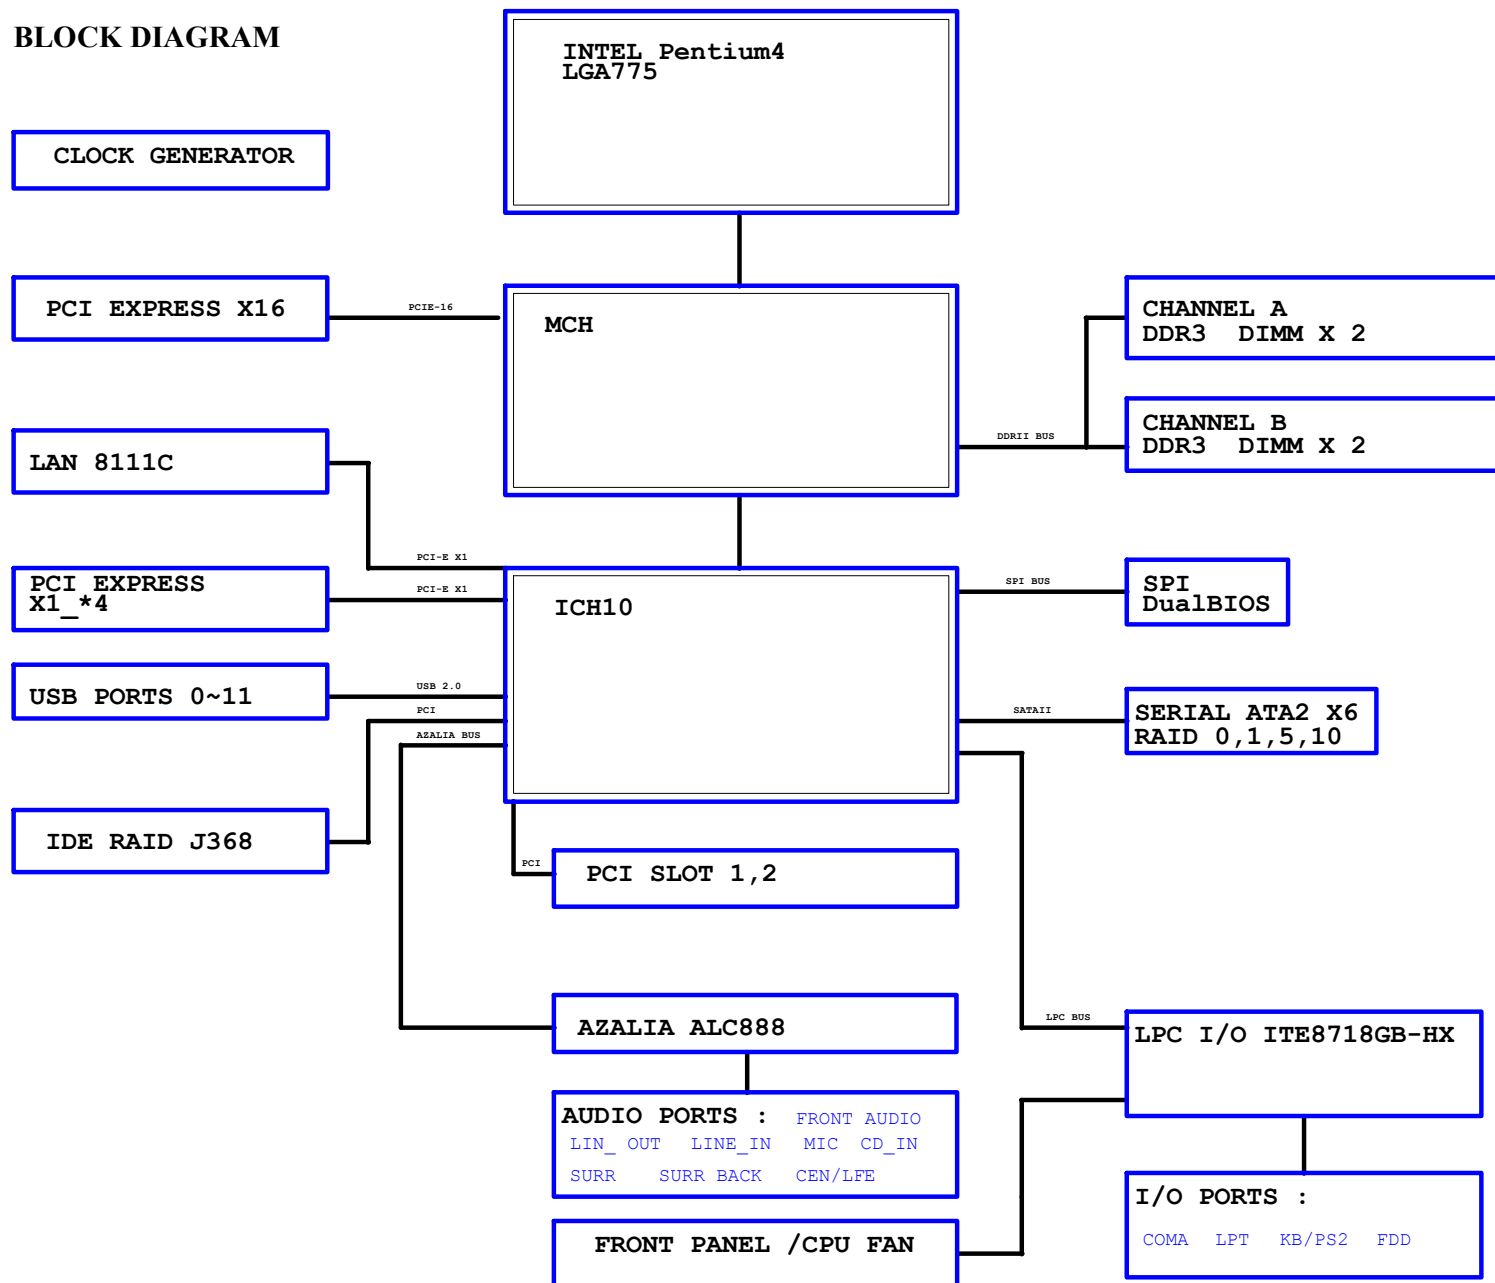 BLOCK DIAGRAM
INTEL Pentium4
LGA775
CLOCK GENERATOR
PCI EXPRESS X16
PCIE-16
MCH
CHANNEL A
DDR3 DIMM X 2
CHANNEL B
DDR3 DIMM X 2
DDRII BUS
LAN 8111C
PCI-E X1
PCI EXPRESS
X1_*4
PCI-E X1
ICH10
SPI BUS
SPI
DualBIOS
USB PORTS 0~11
USB 2.0
PCI
AZALIA BUS
SATAII
SERIAL ATA2 X6
RAID 0,1,5,10
IDE RAID J368
PCI
PCI SLOT 1,2
AZALIA ALC888
LPC BUS
LPC I/O ITE8718GB-HX
AUDIO PORTS : FRONT AUDIO
LIN_ OUT LINE_IN MIC CD_IN
SURR SURR BACK CEN/LFE
I/O PORTS :
COMA LPT KB/PS2 FDD
FRONT PANEL /CPU FAN